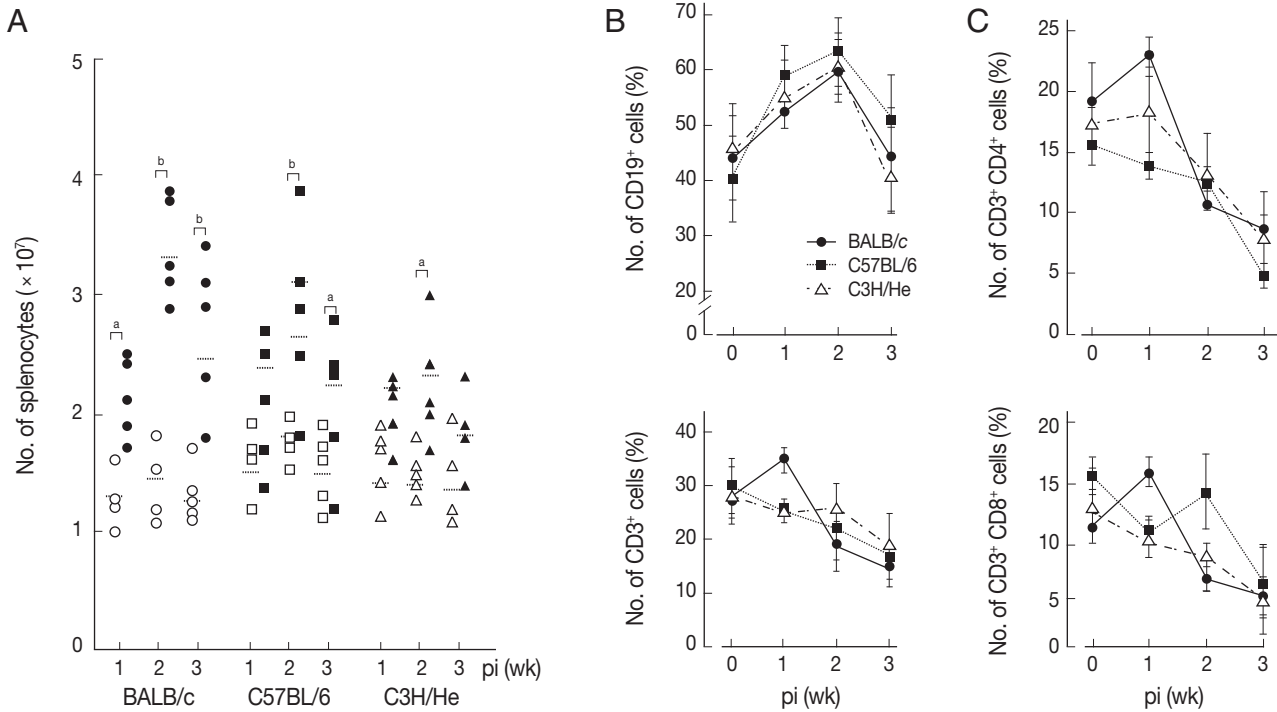 A
No. of splenocytes ( × 10⁷)
5
4
3
2
1
0
a
b
b
b
a
a
1 2 3 1 2 3 1 2 3 pi (wk)
BALB/c C57BL/6 C3H/He
B
No. of CD19⁺ cells (%)
70
60
50
40
30
20
0
BALB/c
C57BL/6
C3H/He
0 1 2 3
No. of CD3⁺ cells (%)
40
30
20
10
0
0 1 2 3
pi (wk)
C
No. of CD3⁺ CD4⁺ cells (%)
25
20
15
10
5
0
0 1 2 3
No. of CD3⁺ CD8⁺ cells (%)
20
15
10
5
0
0 1 2 3
pi (wk)